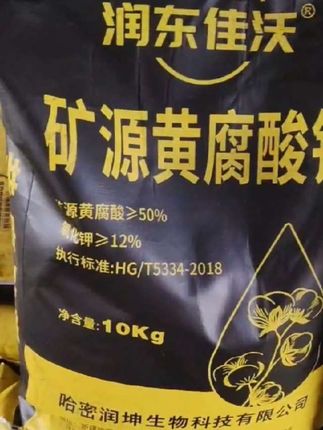 润东佳沃®
矿源黄腐酸
源黄腐酸≥50%
氧化钾≥12%
执行标准:HG/T5334-2018
净含量:10Kg
哈密润坤生物科技有限公司